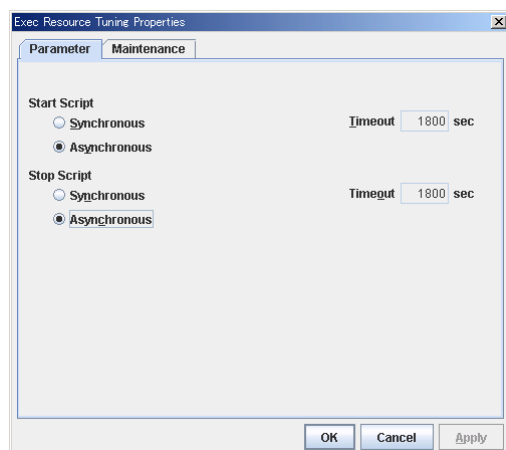 Exec Resource Tuning Properties
Parameter Maintenance
Start Script
Synchronous Timeout 1800 sec
Asynchronous
Stop Script
Synchronous Timeout 1800 sec
Asynchronous
OK Cancel Apply